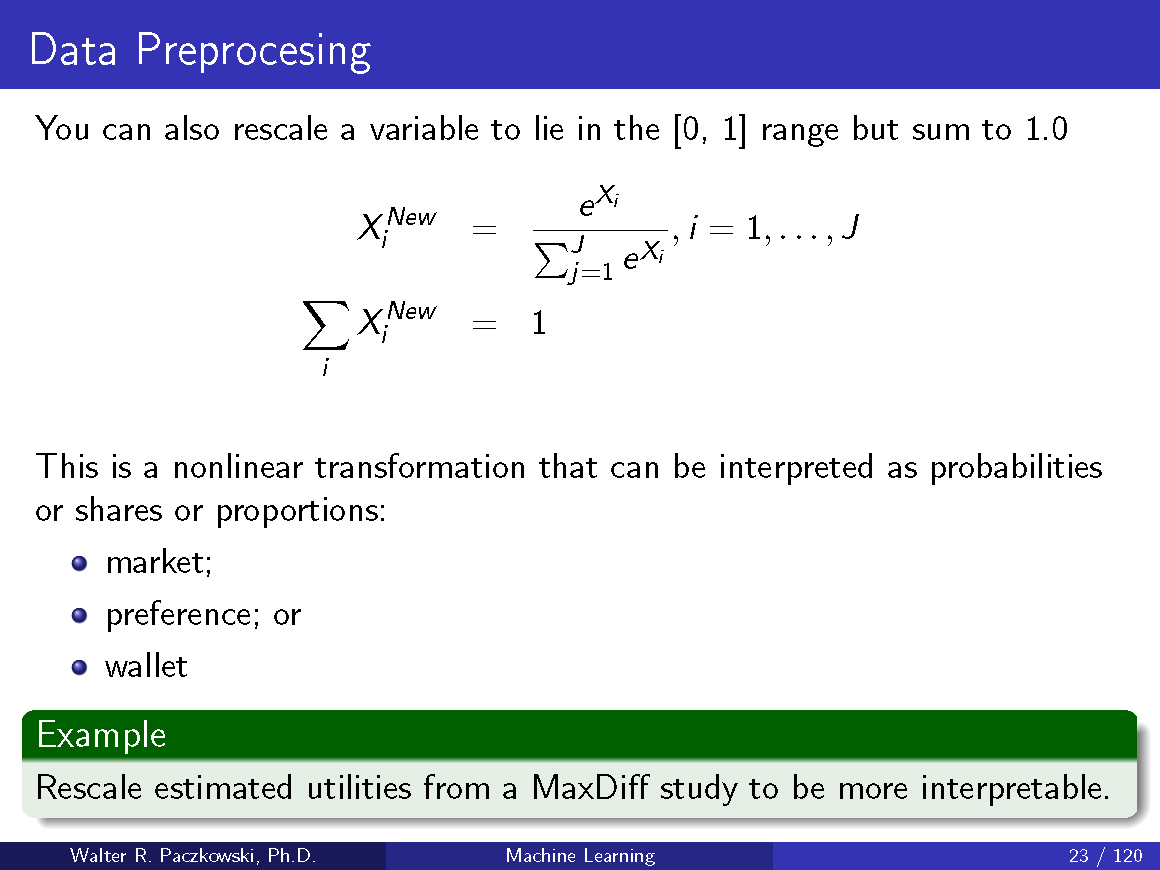 Data Preprocesing
You can also rescale a variable to lie in the [0, 1] range but sum to 1.0
X_i^{New} = \frac{e^{X_i}}{\sum_{j=1}^{J} e^{X_i}}, i = 1, . . . , J
\sum_i X_i^{New} = 1
This is a nonlinear transformation that can be interpreted as probabilities
or shares or proportions:
market;
preference; or
wallet
Example
Rescale estimated utilities from a MaxDiff study to be more interpretable.
Walter R. Paczkowski, Ph.D. Machine Learning 23 / 120